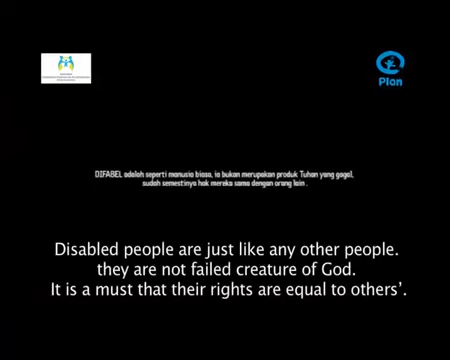 Plan
DIFABEL adalah seperti manusia biasa, ia bukan merupakan produk Tuhan yang gagal,
sudah semestinya hak mereka sama dengan orang lain .
Disabled people are just like any other people.
they are not failed creature of God.
It is a must that their rights are equal to others’.